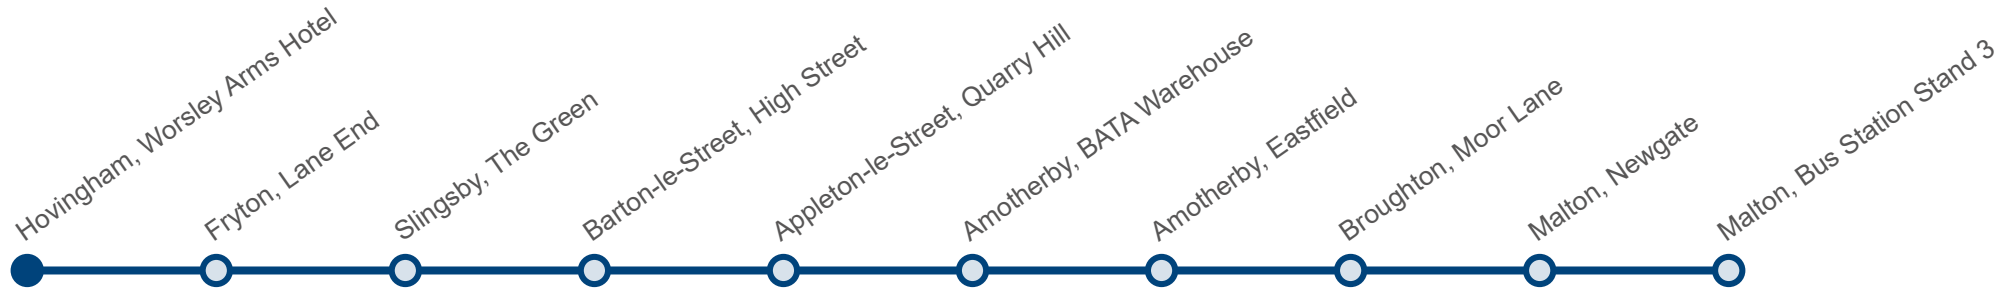 Hovingham, Worsley Arms Hotel
Fryton, Lane End
Slingsby, The Green
Barton-le-Street, High Street
Appleton-le-Street, Quarry Hill
Amotherby, BATA Warehouse
Amotherby, Eastfield
Broughton, Moor Lane
Malton, Newgate
Malton, Bus Station Stand 3